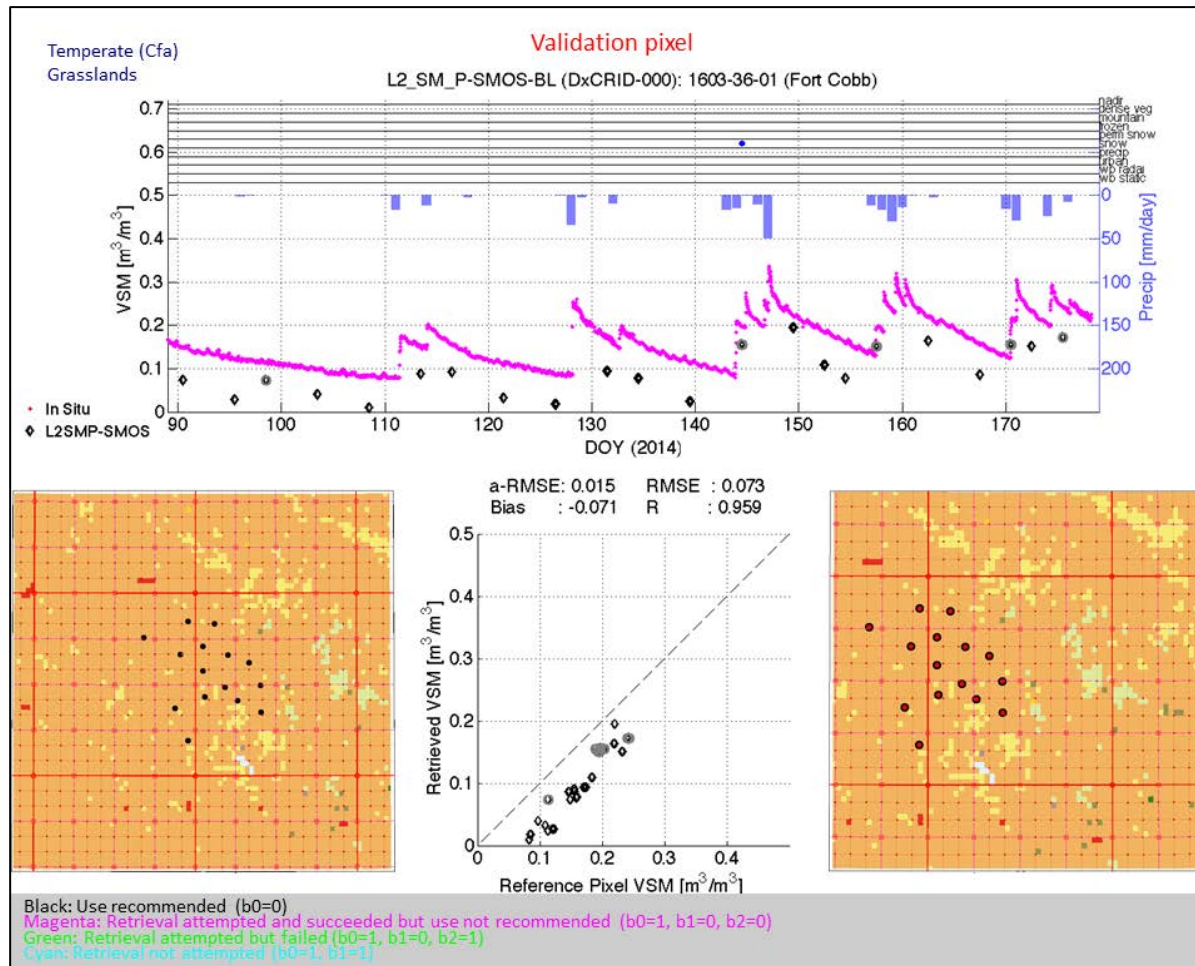 Temperate (Cfa)
Grasslands
Validation pixel
L2_SM_P-SMOS-BL (DxCRID-000): 1603-36-01 (Fort Cobb)
nadir
dense veg
mountain
frozen
perm snow
snow
precip
urban
wb radar
wb static
0.7
0.6
0.5
0.4
0.3
0.2
0.1
0
VSM [m³/m³]
0
50
100
150
200
Precip [mm/day]
90 100 110 120 130 140 150 160 170
DOY (2014)
In Situ
L2SMP-SMOS
a-RMSE: 0.015 RMSE : 0.073
Bias : -0.071 R : 0.959
0.5
0.4
0.3
0.2
0.1
0
Retrieved VSM [m³/m³]
0 0.1 0.2 0.3 0.4
Reference Pixel VSM [m³/m³]
Black: Use recommended (b0=0)
Magenta: Retrieval attempted and succeeded but use not recommended (b0=1, b1=0, b2=0)
Green: Retrieval attempted but failed (b0=1, b1=0, b2=1)
Cyan: Retrieval not attempted (b0=1, b1=1)